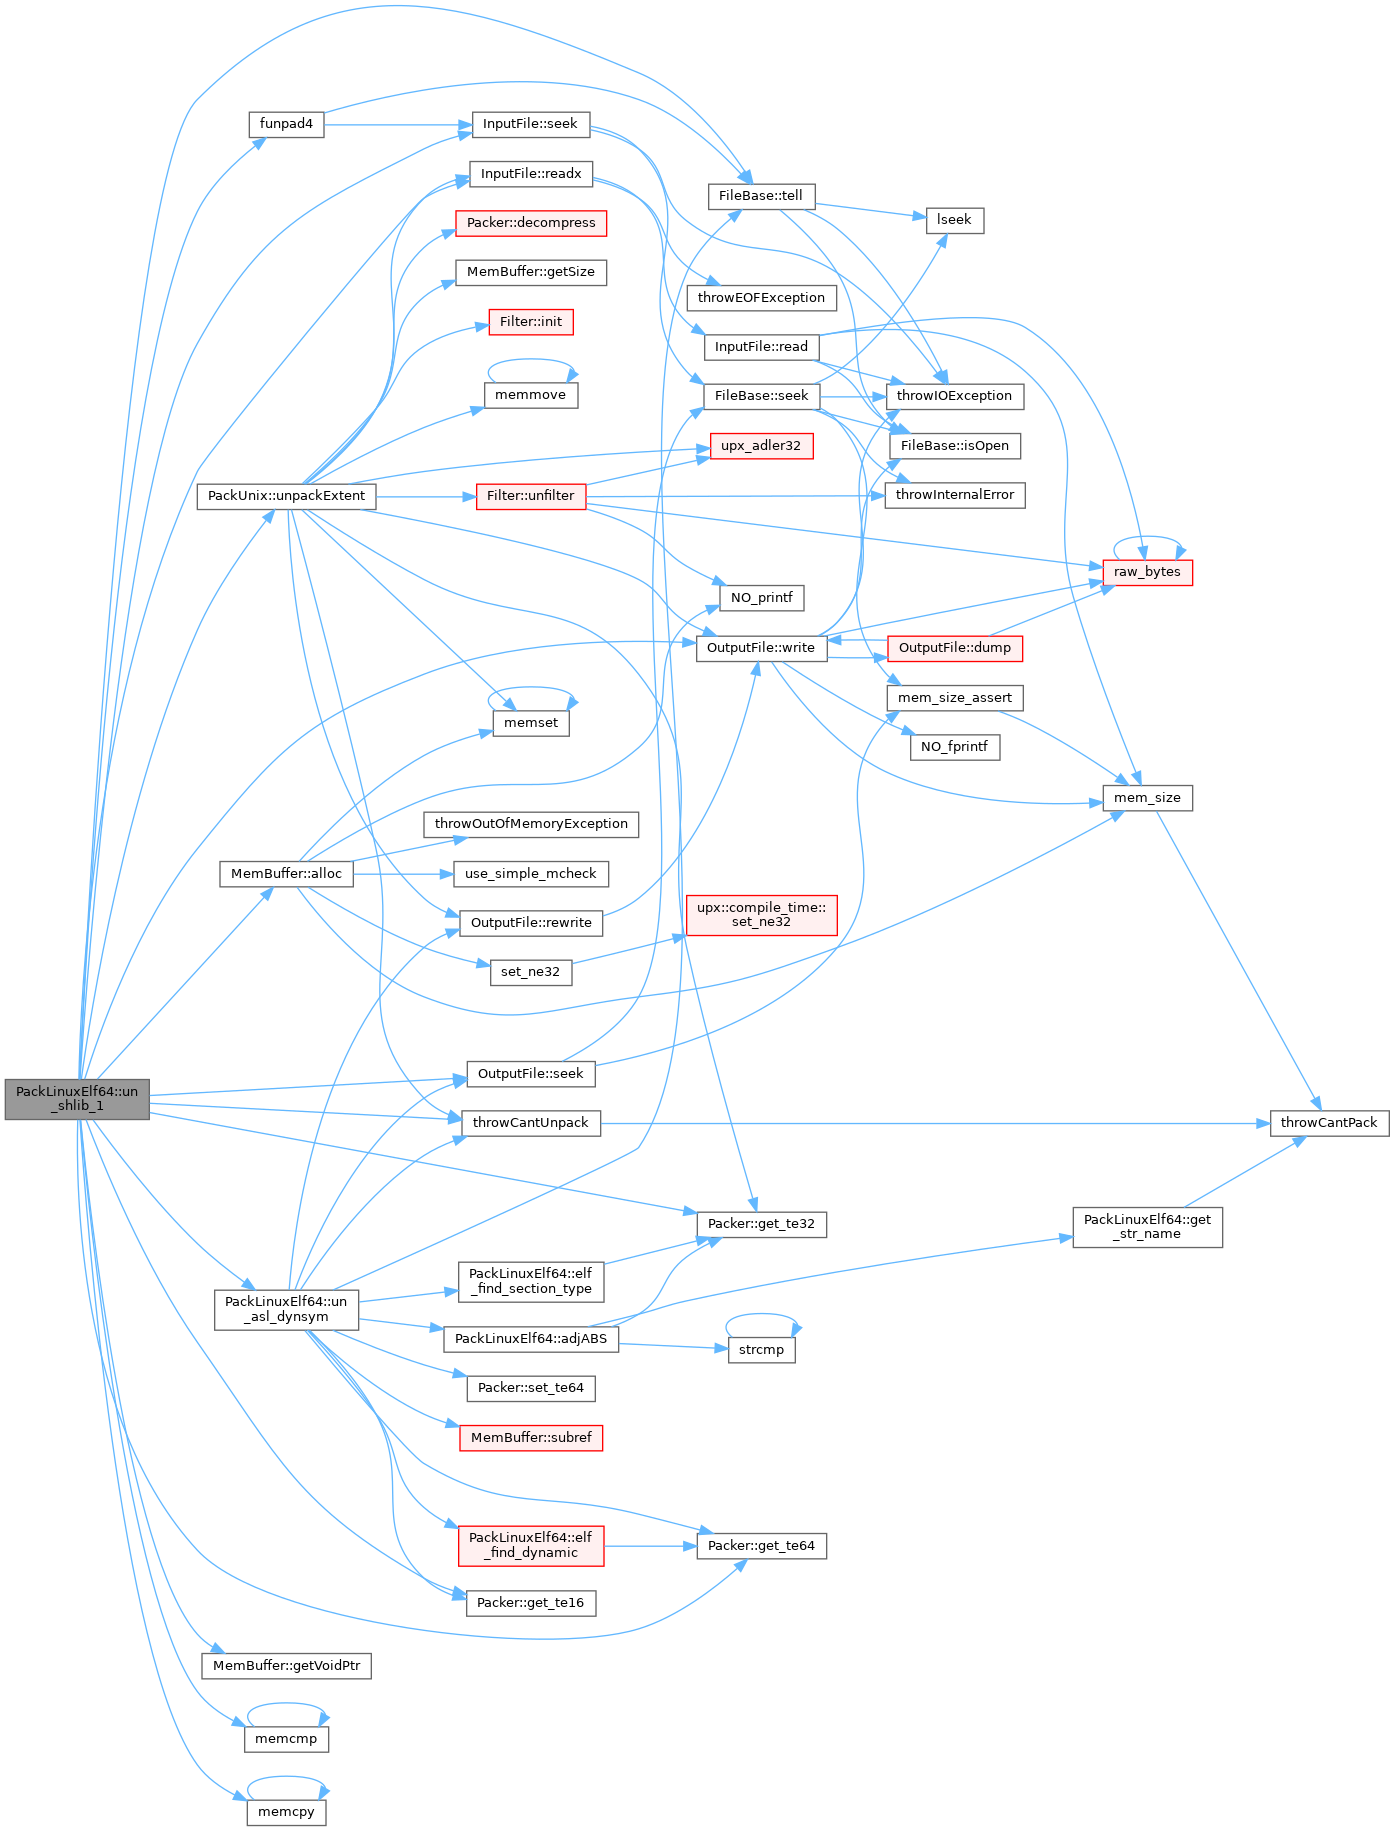 funpad4
InputFile::seek
InputFile::readx
FileBase::tell
lseek
Packer::decompress
MemBuffer::getSize
throwEOFException
Filter::init
InputFile::read
memmove
FileBase::seek
throwIOException
upx_adler32
FileBase::isOpen
PackUnix::unpackExtent
Filter::unfilter
throwInternalError
raw_bytes
NO_printf
OutputFile::write
OutputFile::dump
mem_size_assert
memset
NO_fprintf
mem_size
throwOutOfMemoryException
MemBuffer::alloc
use_simple_mcheck
upx::compile_time::
set_ne32
OutputFile::rewrite
set_ne32
OutputFile::seek
PackLinuxElf64::un
_shlib_1
throwCantUnpack
throwCantPack
Packer::get_te32
PackLinuxElf64::get
_str_name
PackLinuxElf64::elf
_find_section_type
PackLinuxElf64::un
_asl_dynsym
PackLinuxElf64::adjABS
strcmp
Packer::set_te64
MemBuffer::subref
PackLinuxElf64::elf
_find_dynamic
Packer::get_te64
Packer::get_te16
MemBuffer::getVoidPtr
memcmp
memcpy